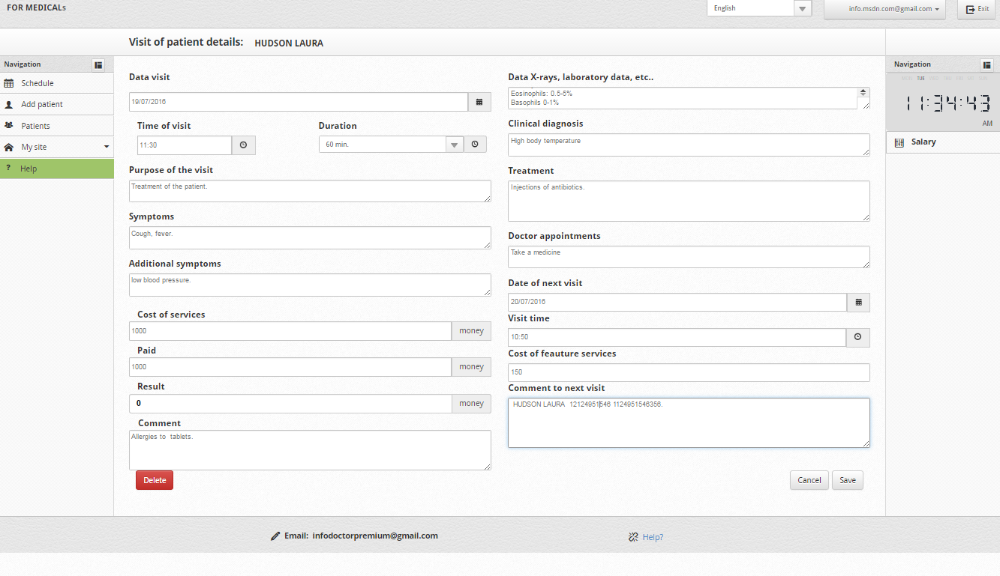 FOR MEDICALs
English
info.msdn.com@gmail.com
Exit
Visit of patient details: HUDSON LAURA
Navigation
Schedule
Add patient
Patients
My site
? Help
Data visit
19/07/2016
Time of visit
11:30
Duration
60 min.
Purpose of the visit
Treatment of the patient.
Symptoms
Cough, fever.
Additional symptoms
low blood pressure.
Cost of services
1000 money
Paid
1000 money
Result
0 money
Comment
Allergies to tablets.
Delete
Data X-rays, laboratory data, etc..
Eosinophils: 0.5-5%
Basophils 0-1%
Clinical diagnosis
High body temperature
Treatment
Injections of antibiotics.
Doctor appointments
Take a medicine
Date of next visit
20/07/2016
Visit time
10:50
Cost of feauture services
150
Comment to next visit
HUDSON LAURA 12124951546 1124951546356.
Cancel
Save
Navigation
MON TUE WED THU FRI SAT SUN
11:34:43
AM
Salary
Email: infodoctorpremium@gmail.com
Help?